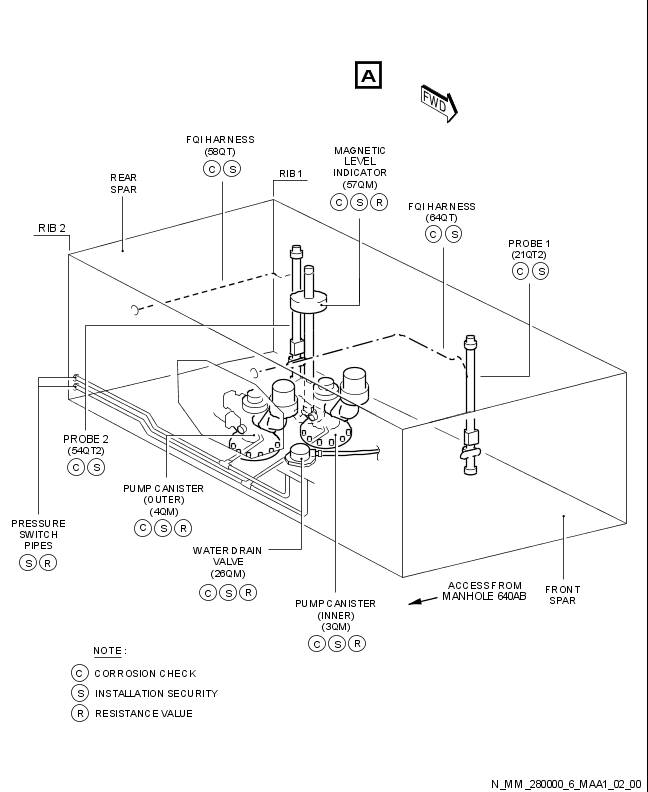 A
FWD
FQI HARNESS
(58QT)
C S
MAGNETIC
LEVEL
INDICATOR
(57QM)
C S R
REAR
SPAR
RIB 1
FQI HARNESS
(64QT)
C S
RIB 2
PROBE 1
(21QT2)
C S
PROBE 2
(54QT2)
C S
PUMP CANISTER
(OUTER)
(4QM)
C S R
PRESSURE
SWITCH
PIPES
S R
WATER DRAIN
VALVE
(26QM)
C S R
PUMP CANISTER
(INNER)
(3QM)
C S R
ACCESS FROM
MANHOLE 640AB
FRONT
SPAR
NOTE :
C CORROSION CHECK
S INSTALLATION SECURITY
R RESISTANCE VALUE
N_MM_280000_6_MAA1_02_00